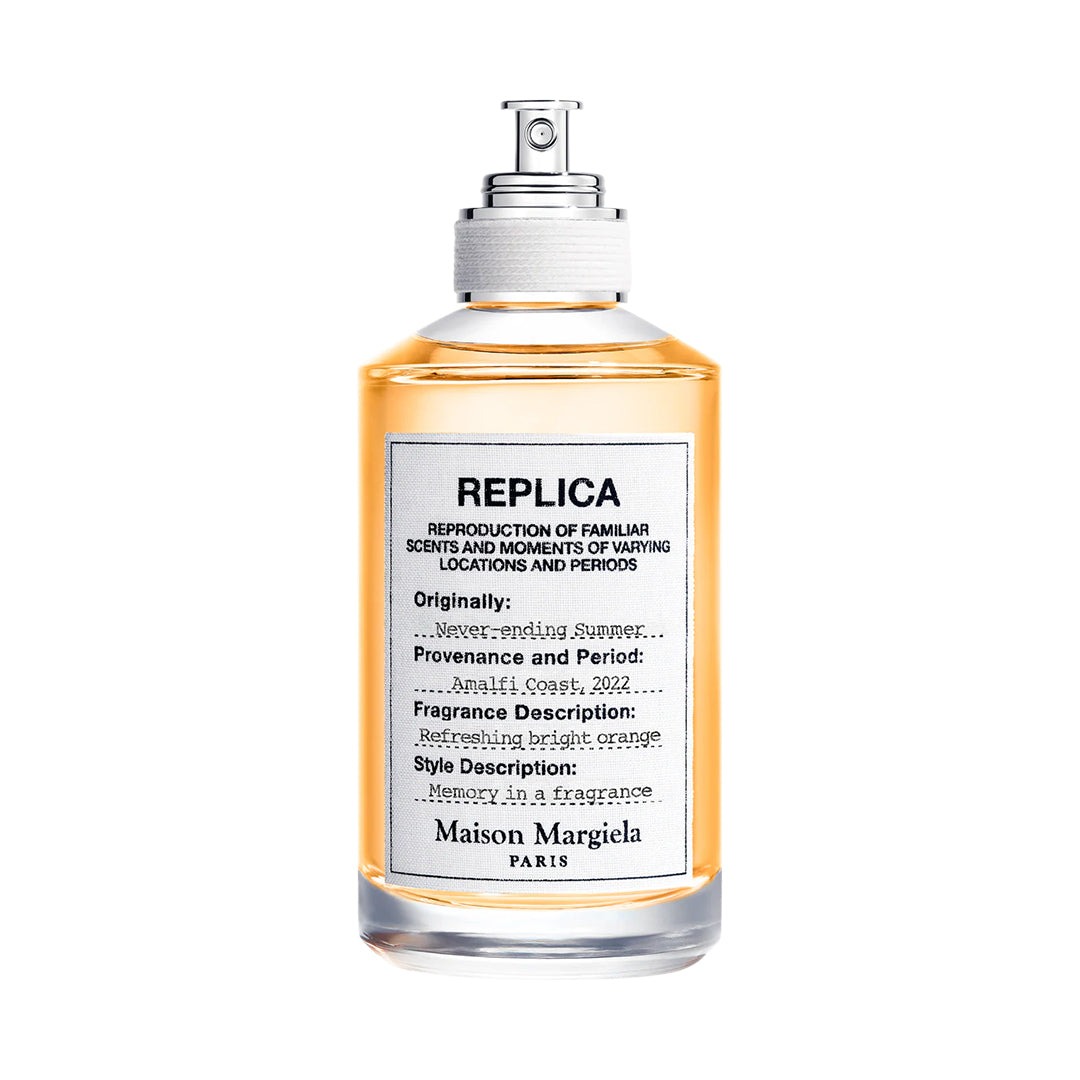 REPLICA
REPRODUCTION OF FAMILIAR
SCENTS AND MOMENTS OF VARYING
LOCATIONS AND PERIODS
Originally:
Never-ending Summer
Provenance and Period:
Amalfi Coast, 2022
Fragrance Description:
Refreshing bright orange
Style Description:
Memory in a fragrance
Maison Margiela
PARIS